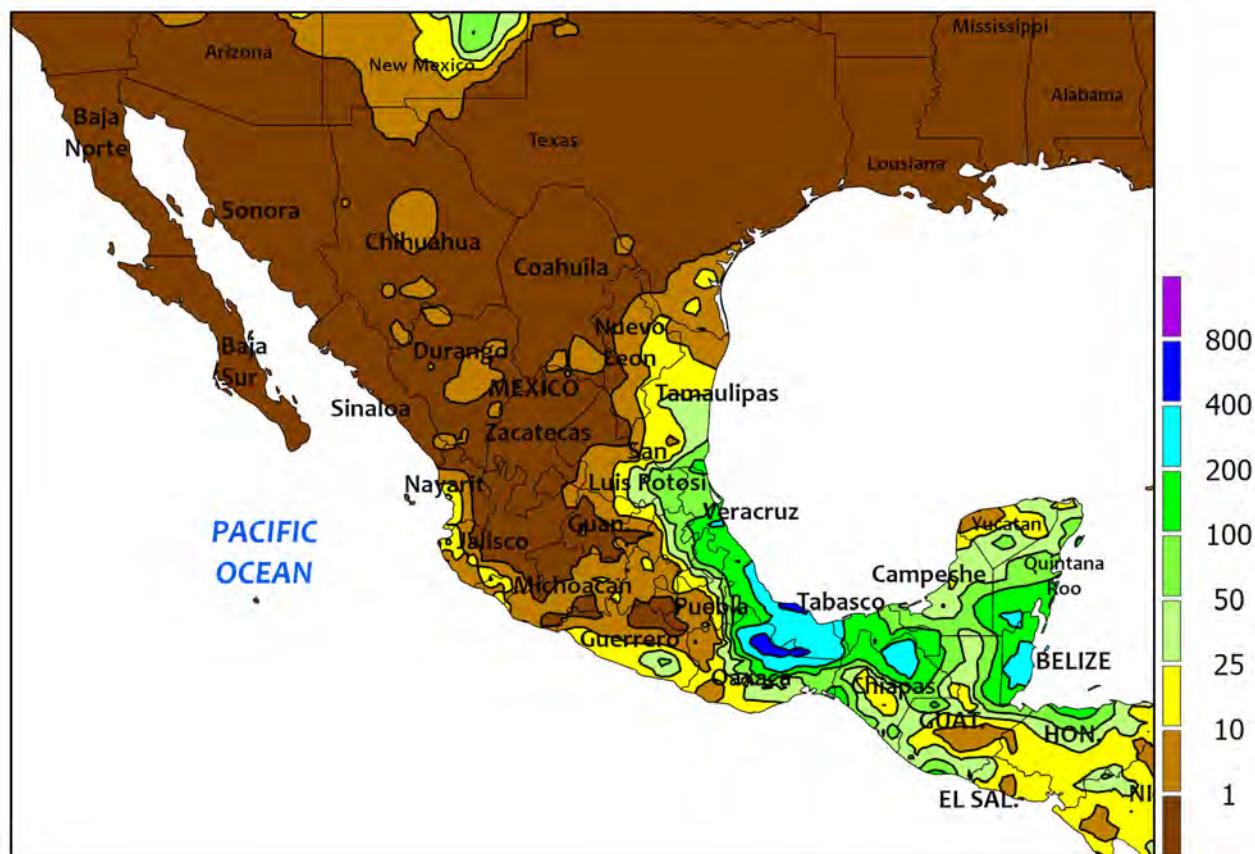 Mississippi
Arizona
New Mexico
Alabama
Baja
Norte
Texas
Lousiana
Sonora
Chihuahua
Coahuila
Nuevo
Leon
Baja
Sur
Durango
MEXICO
Tamaulipas
Sinaloa
Zacatecas
San
Luis Potosi
Nayarit
Veracruz
Guan.
Yucatan
PACIFIC
OCEAN
Jalisco
Michoacan
Campeche
Quintana
Roo
Puebla
Tabasco
Guerrero
BELIZE
Oaxaca
Chiapas
GUAT.
HON.
EL SAL.
NI
800
400
200
100
50
25
10
1